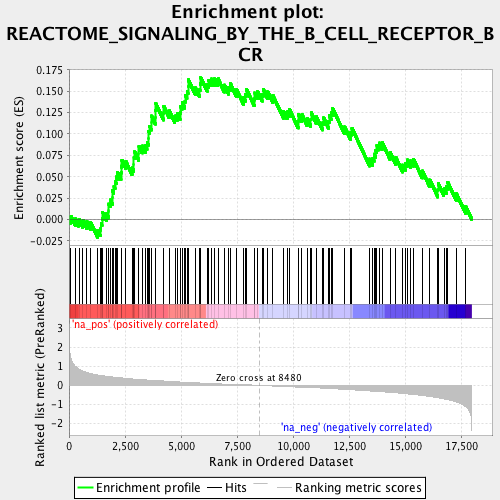 Enrichment plot:
REACTOME_SIGNALING_BY_THE_B_CELL_RECEPTOR_B
CR
Enrichment score (ES)
0.175
0.150
0.125
0.100
0.075
0.050
0.025
0.000
-0.025
'na_pos' (positively correlated)
Ranked list metric (PreRanked)
3
2
1
0
-1
-2
Zero cross at 8480
'na_neg' (negatively correlated)
0
2,500
5,000
7,500
10,000
12,500
15,000
17,500
Rank in Ordered Dataset
Enrichment profile
Hits
Ranking metric scores